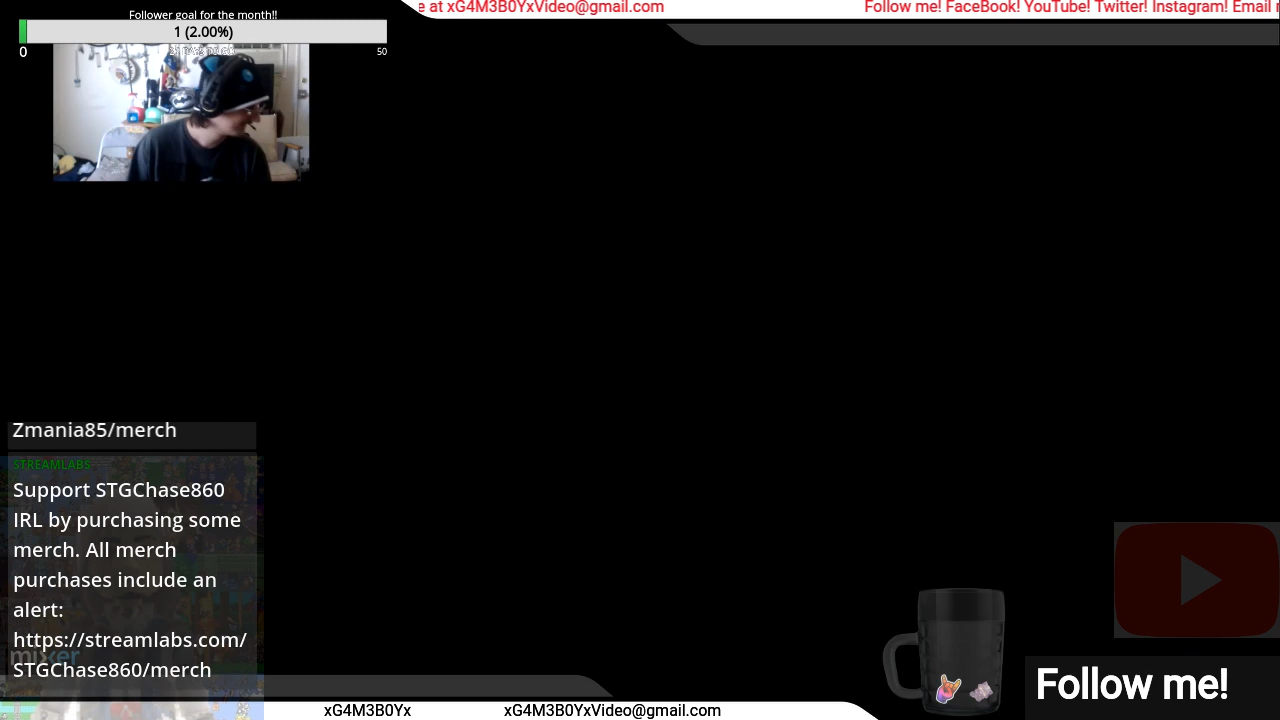 Follower goal for the month!!
1 (2.00%)
0
50
e at xG4M3B0YxVideo@gmail.com
Follow me! FaceBook! YouTube! Twitter! Instagram! Email
Zmania85/merch
STREAMLABS
Support STGChase860
IRL by purchasing some
merch. All merch
purchases include an
alert:
https://streamlabs.com/
STGChase860/merch
mixer
Follow me!
xG4M3B0Yx
xG4M3B0YxVideo@gmail.com